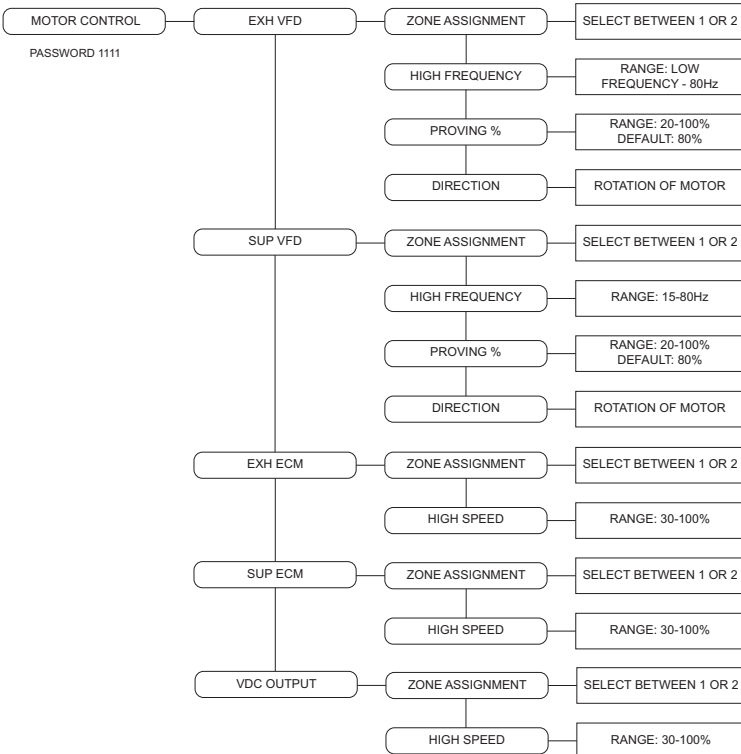 MOTOR CONTROL
PASSWORD 1111
EXH VFD
ZONE ASSIGNMENT
SELECT BETWEEN 1 OR 2
HIGH FREQUENCY
RANGE: LOW
FREQUENCY - 80Hz
PROVING %
RANGE: 20-100%
DEFAULT: 80%
DIRECTION
ROTATION OF MOTOR
SUP VFD
ZONE ASSIGNMENT
SELECT BETWEEN 1 OR 2
HIGH FREQUENCY
RANGE: 15-80Hz
PROVING %
RANGE: 20-100%
DEFAULT: 80%
DIRECTION
ROTATION OF MOTOR
EXH ECM
ZONE ASSIGNMENT
SELECT BETWEEN 1 OR 2
HIGH SPEED
RANGE: 30-100%
SUP ECM
ZONE ASSIGNMENT
SELECT BETWEEN 1 OR 2
HIGH SPEED
RANGE: 30-100%
VDC OUTPUT
ZONE ASSIGNMENT
SELECT BETWEEN 1 OR 2
HIGH SPEED
RANGE: 30-100%